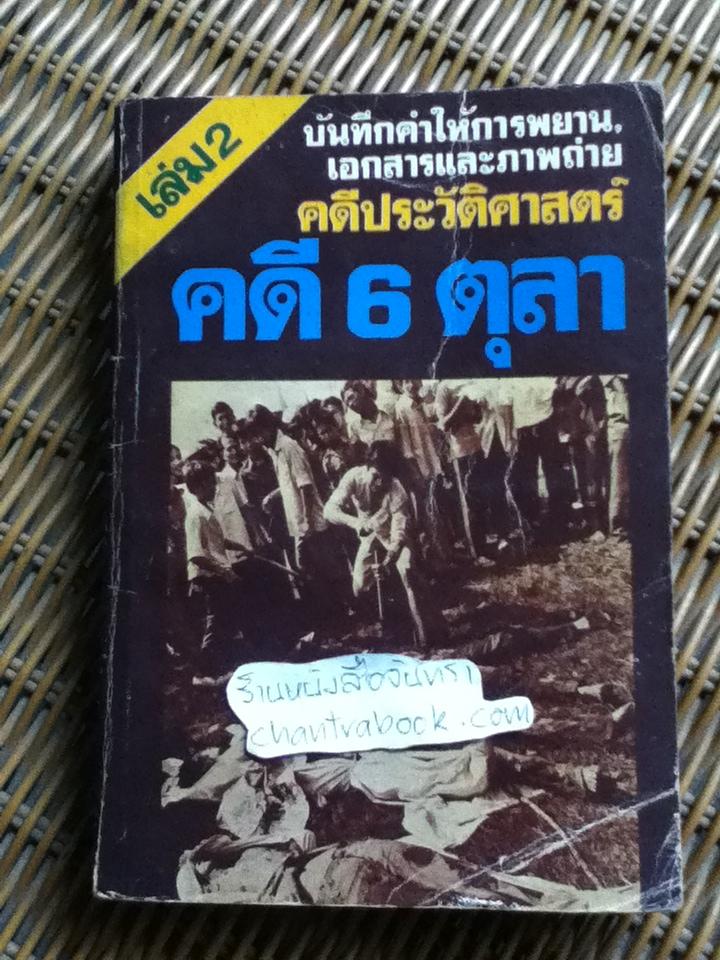 เล่ม 2
บันทึกคำให้การพยาน,
เอกสารและภาพถ่าย
คดีประวัติศาสตร์
คดี 6 ตุลา
ร้านหนังสือจันทรา
chantrabook.com